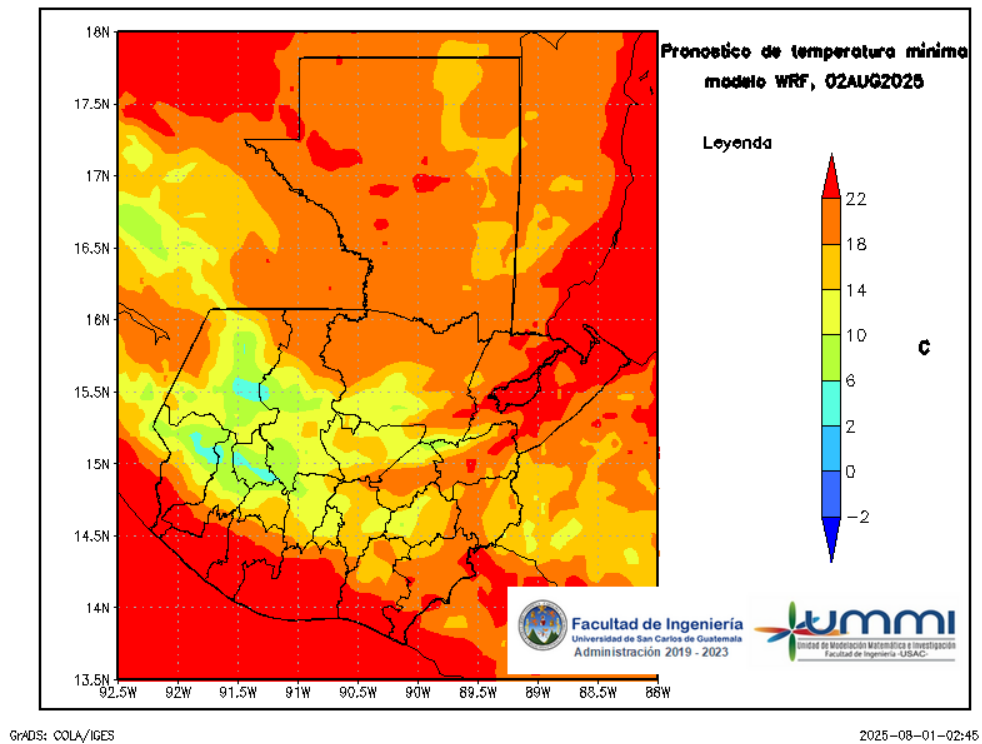 Pronostico de temperatura minima
modelo WRF, 02AUG2025
Leyenda
22
18
14
10
6
2
0
−2
C
18N
17.5N
17N
16.5N
16N
15.5N
15N
14.5N
14N
13.5N
92.5W 92W 91.5W 91W 90.5W 90W 89.5W 89W 88.5W 88W
Facultad de Ingeniería
Universidad de San Carlos de Guatemala
Administración 2019 - 2023
ummi
Unidad de Modelación Matemática e Investigación
Facultad de Ingeniería -USAC-
GrADS: COLA/IGES
2025-08-01-02:45